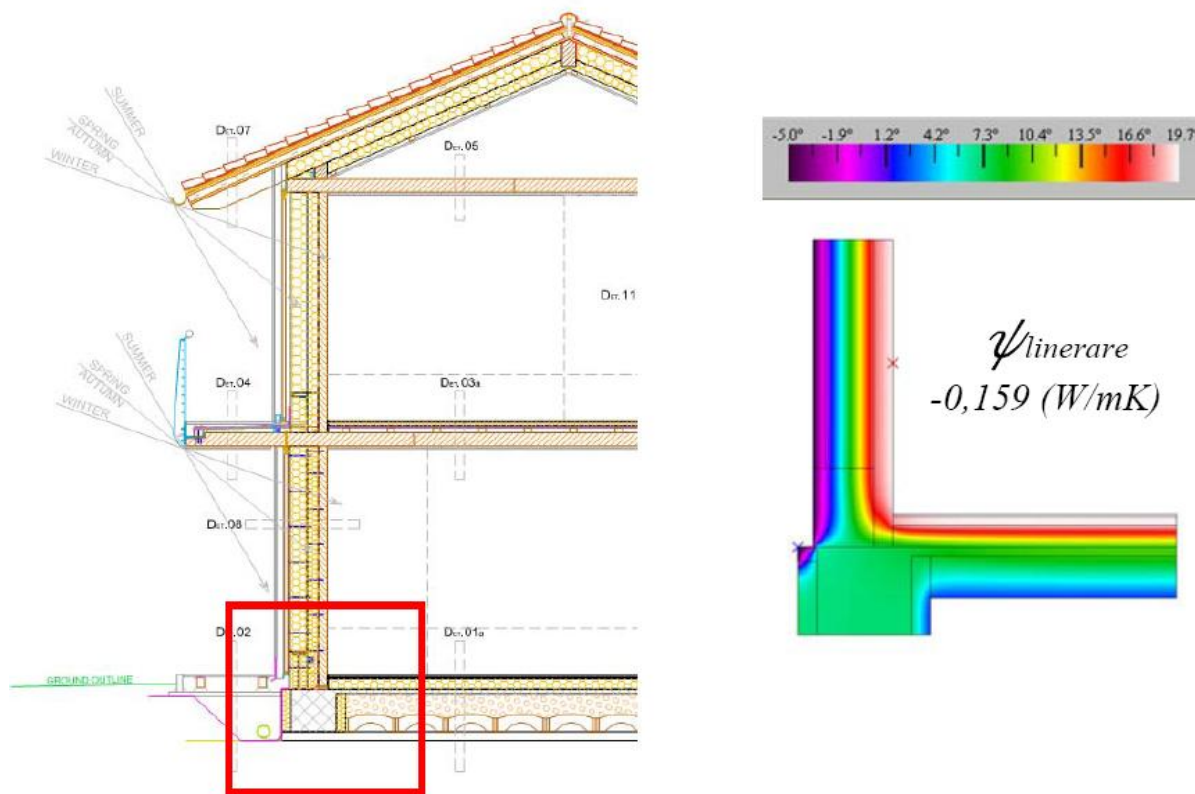 SUMMER
SPRING
AUTUMN
WINTER
DET.07
DET.05
DET.11
SUMMER
SPRING
AUTUMN
WINTER
DET.04
DET.03a
DET.08
DET.02
DET.01a
GROUND OUTLINE
-5.0° -1.9° 1.2° 4.2° 7.3° 10.4° 13.5° 16.6° 19.7°
ψlinerare
-0,159 (W/mK)